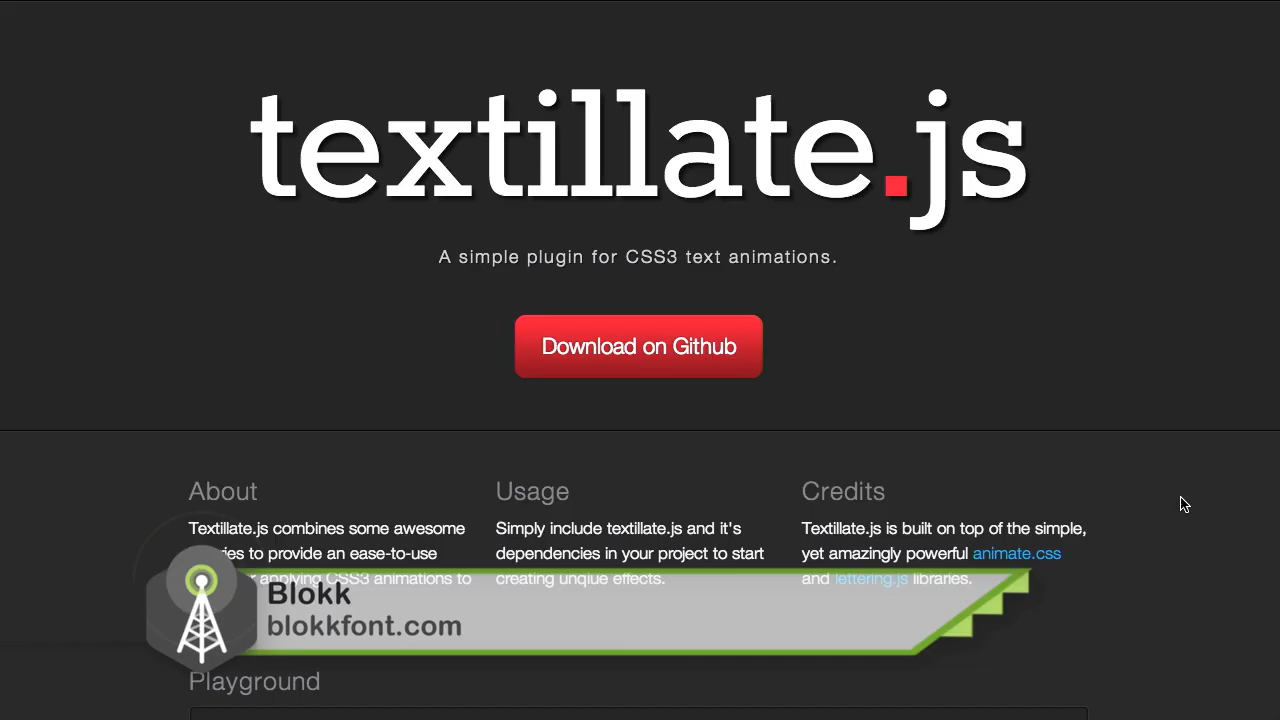 textillate.js
A simple plugin for CSS3 text animations.
Download on Github
About
Textillate.js combines some awesome
to provide an ease-to-use
applying CSS3 animations to
Usage
Simply include textillate.js and it's
dependencies in your project to start
creating unqiue effects.
Credits
Textillate.js is built on top of the simple,
yet amazingly powerful animate.css
and lettering.js libraries.
Blokk
blokkfont.com
Playground